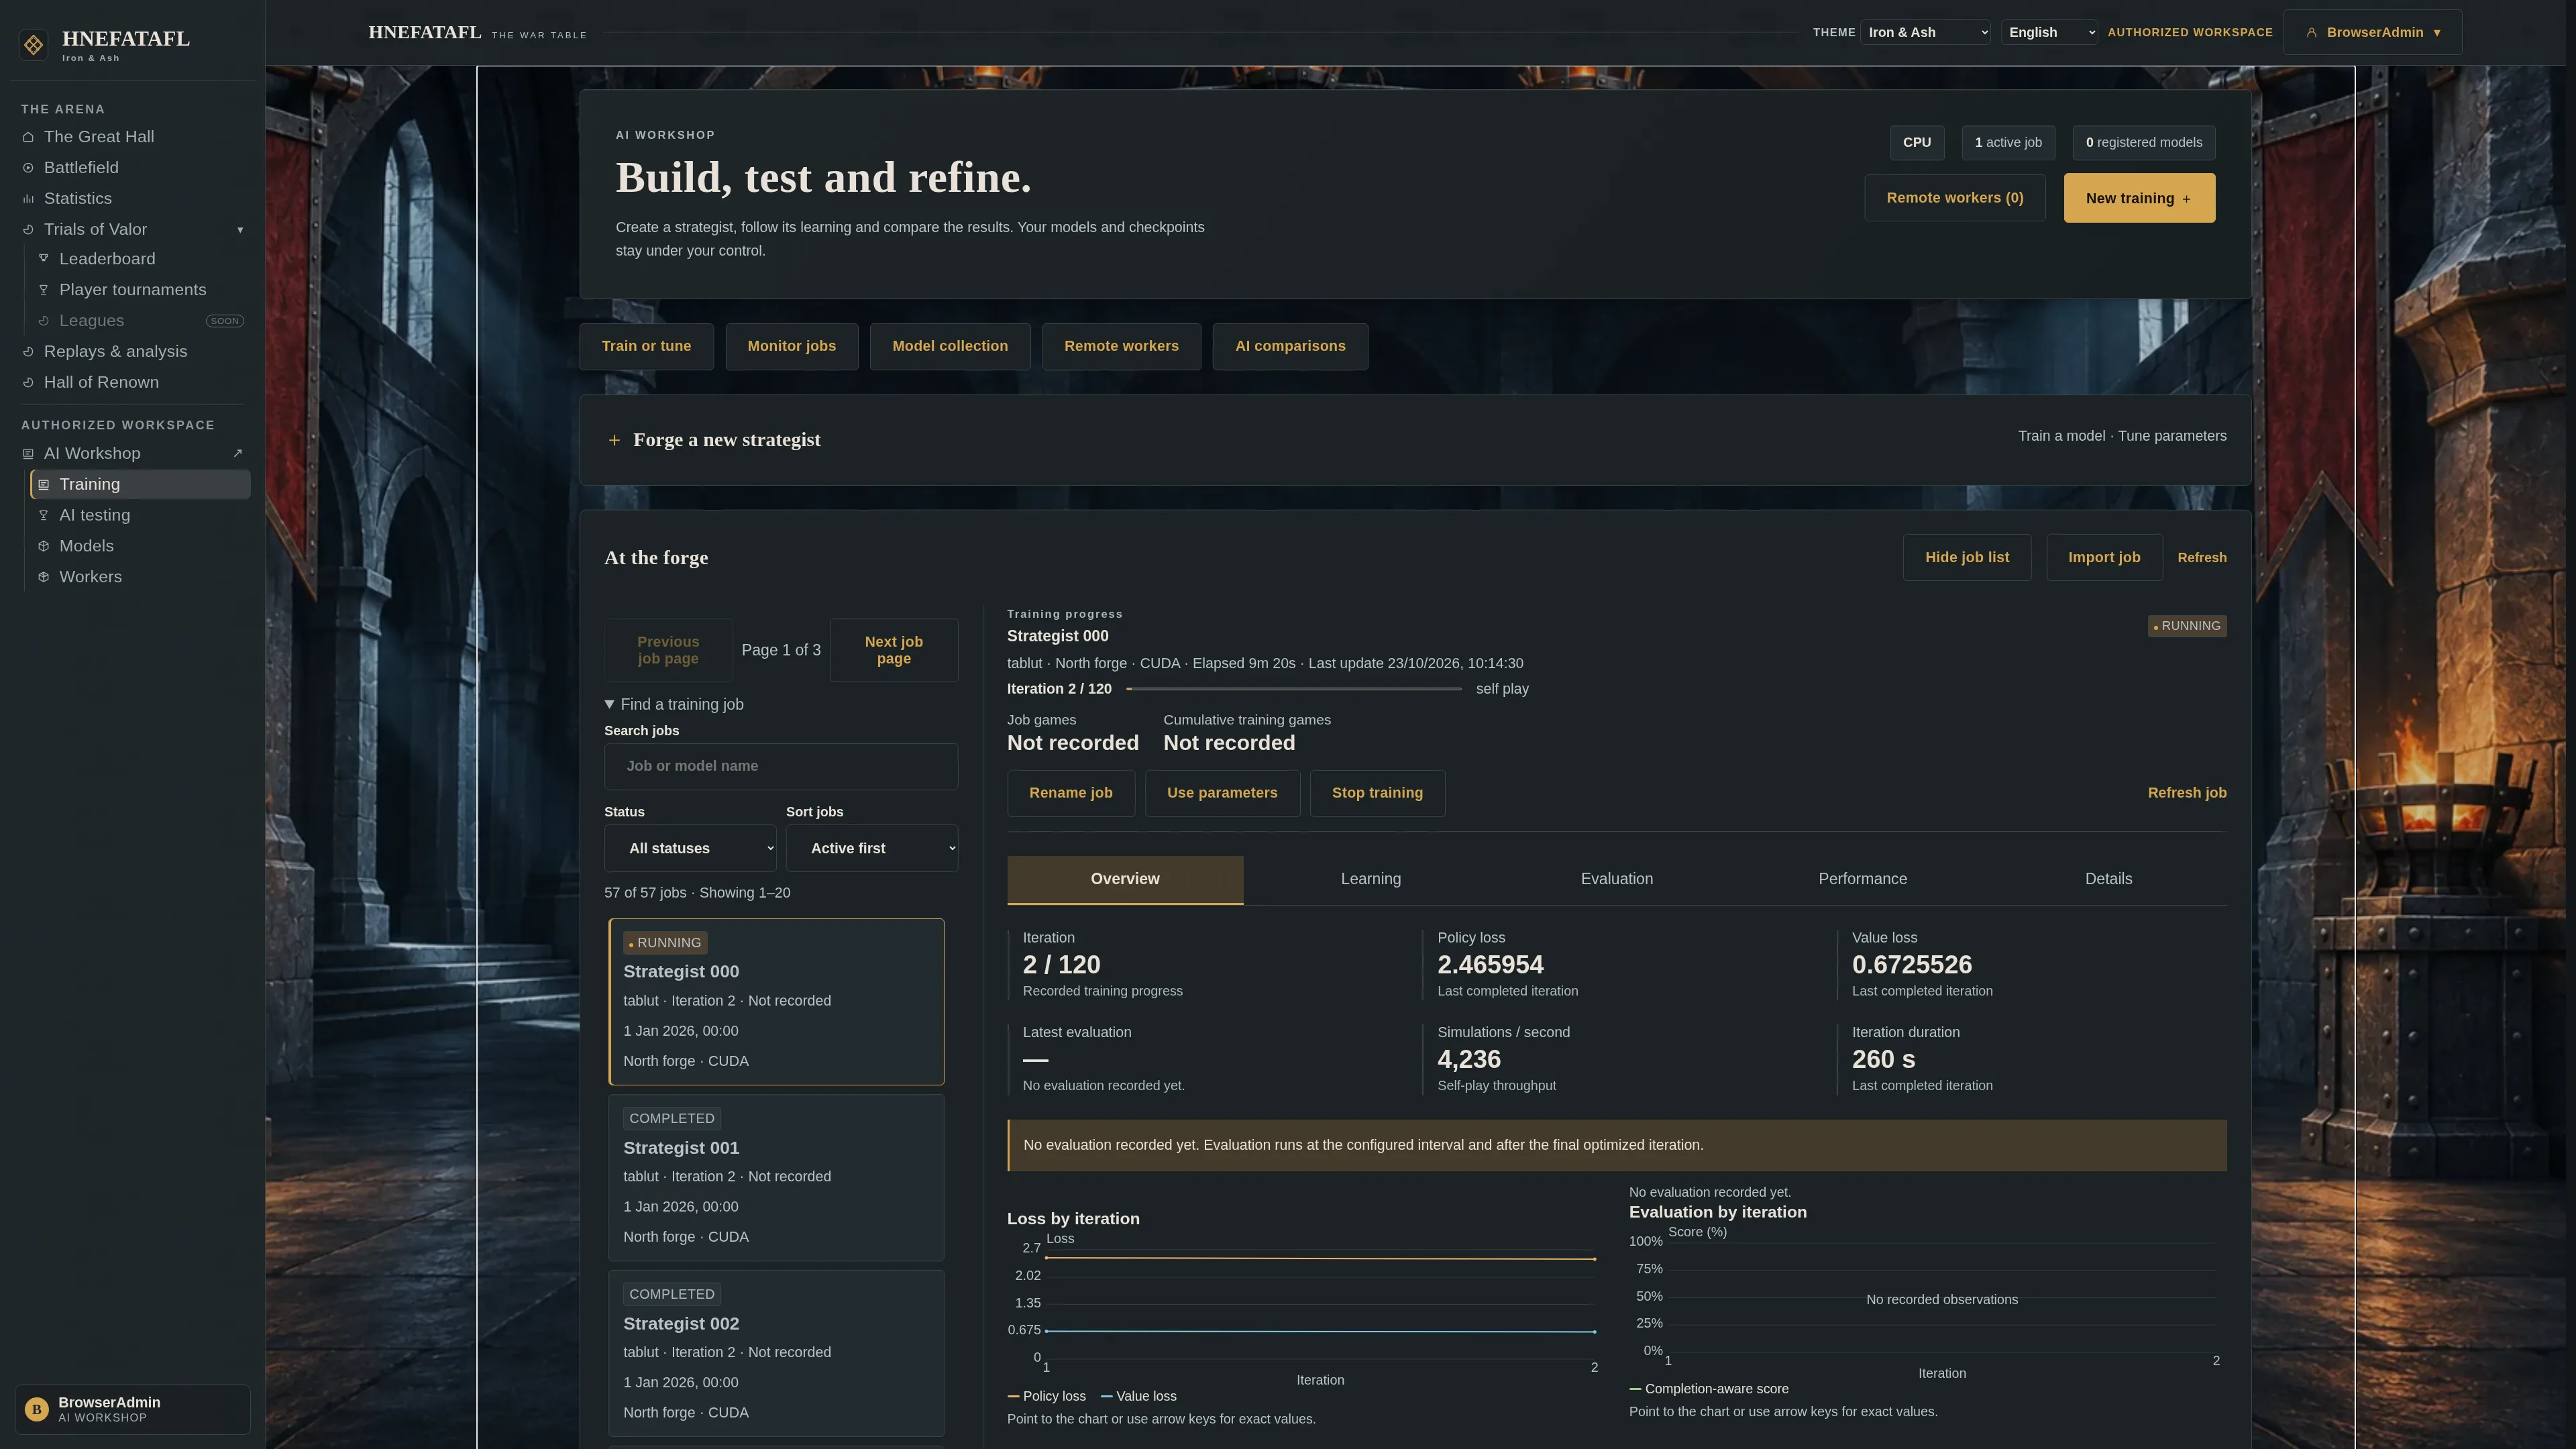 HNEFATAFL
Iron & Ash
THE ARENA
The Great Hall
Battlefield
Statistics
Trials of Valor
Leaderboard
Player tournaments
Leagues SOON
Replays & analysis
Hall of Renown
AUTHORIZED WORKSPACE
AI Workshop
Training
AI testing
Models
Workers
B BrowserAdmin
AI WORKSHOP
HNEFATAFL THE WAR TABLE
THEME Iron & Ash English AUTHORIZED WORKSPACE BrowserAdmin
AI WORKSHOP
Build, test and refine.
Create a strategist, follow its learning and compare the results. Your models and checkpoints
stay under your control.
CPU 1 active job 0 registered models
Remote workers (0) New training +
Train or tune Monitor jobs Model collection Remote workers AI comparisons
+ Forge a new strategist Train a model · Tune parameters
At the forge Hide job list Import job Refresh
Previous
job page
Page 1 of 3
Next job
page
Find a training job
Search jobs
Job or model name
Status Sort jobs
All statuses Active first
57 of 57 jobs · Showing 1–20
RUNNING
Strategist 000
tablut · Iteration 2 · Not recorded
1 Jan 2026, 00:00
North forge · CUDA
COMPLETED
Strategist 001
tablut · Iteration 2 · Not recorded
1 Jan 2026, 00:00
North forge · CUDA
COMPLETED
Strategist 002
tablut · Iteration 2 · Not recorded
1 Jan 2026, 00:00
North forge · CUDA
Training progress
Strategist 000 RUNNING
tablut · North forge · CUDA · Elapsed 9m 20s · Last update 23/10/2026, 10:14:30
Iteration 2 / 120 self play
Job games Cumulative training games
Not recorded Not recorded
Rename job Use parameters Stop training Refresh job
Overview Learning Evaluation Performance Details
Iteration Policy loss Value loss
2 / 120 2.465954 0.6725526
Recorded training progress Last completed iteration Last completed iteration
Latest evaluation Simulations / second Iteration duration
— 4,236 260 s
No evaluation recorded yet. Self-play throughput Last completed iteration
No evaluation recorded yet. Evaluation runs at the configured interval and after the final optimized iteration.
Loss by iteration
Loss
2.7
2.02
1.35
0.675
0
1 2
Iteration
Policy loss Value loss
Point to the chart or use arrow keys for exact values.
No evaluation recorded yet.
Evaluation by iteration
Score (%)
100%
75%
50%
No recorded observations
25%
0%
1 2
Iteration
Completion-aware score
Point to the chart or use arrow keys for exact values.